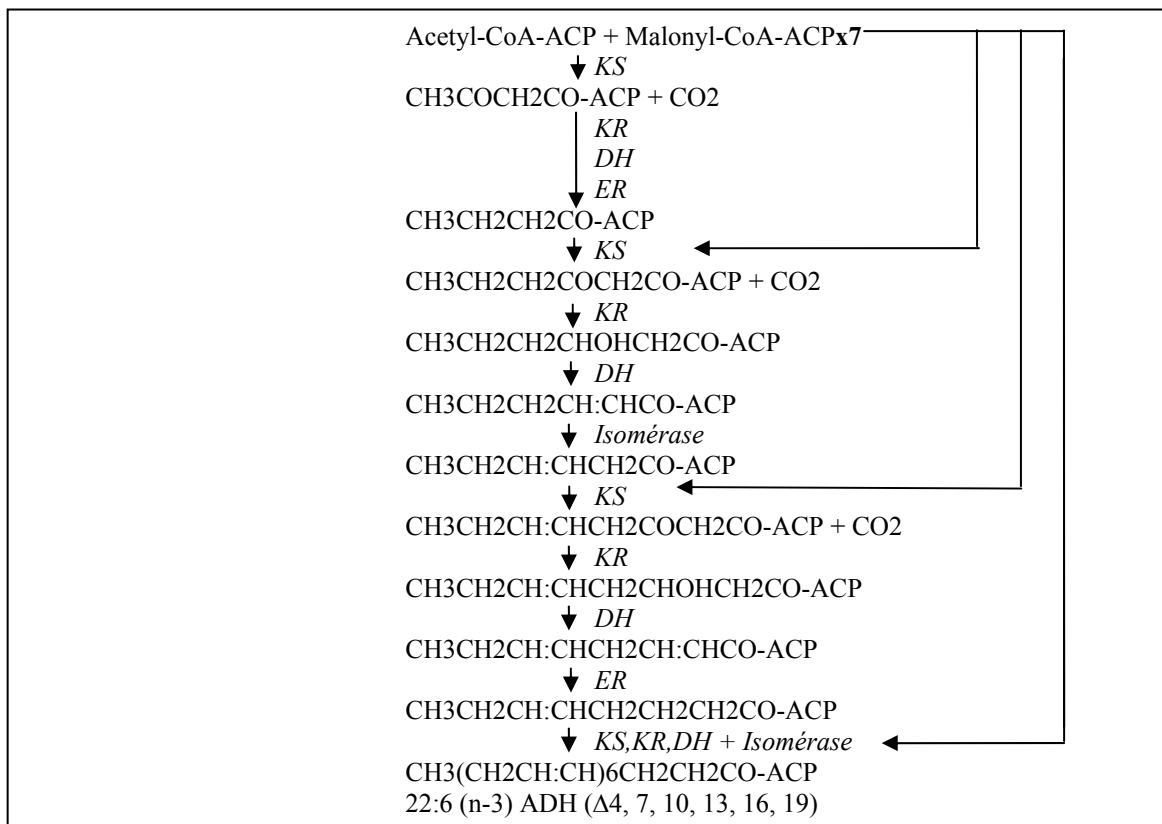 Acetyl-CoA-ACP + Malonyl-CoA-ACPx7
KS
CH3COCH2CO-ACP + CO2
KR
DH
ER
CH3CH2CH2CO-ACP
KS
CH3CH2CH2COCH2CO-ACP + CO2
KR
CH3CH2CH2CHOHCH2CO-ACP
DH
CH3CH2CH2CH:CHCO-ACP
Isomérase
CH3CH2CH:CHCH2CO-ACP
KS
CH3CH2CH:CHCH2COCH2CO-ACP + CO2
KR
CH3CH2CH:CHCH2CHOHCH2CO-ACP
DH
CH3CH2CH:CHCH2CH:CHCO-ACP
ER
CH3CH2CH:CHCH2CH2CH2CO-ACP
KS,KR,DH + Isomérase
CH3(CH2CH:CH)6CH2CH2CO-ACP
22:6 (n-3) ADH (Δ4, 7, 10, 13, 16, 19)